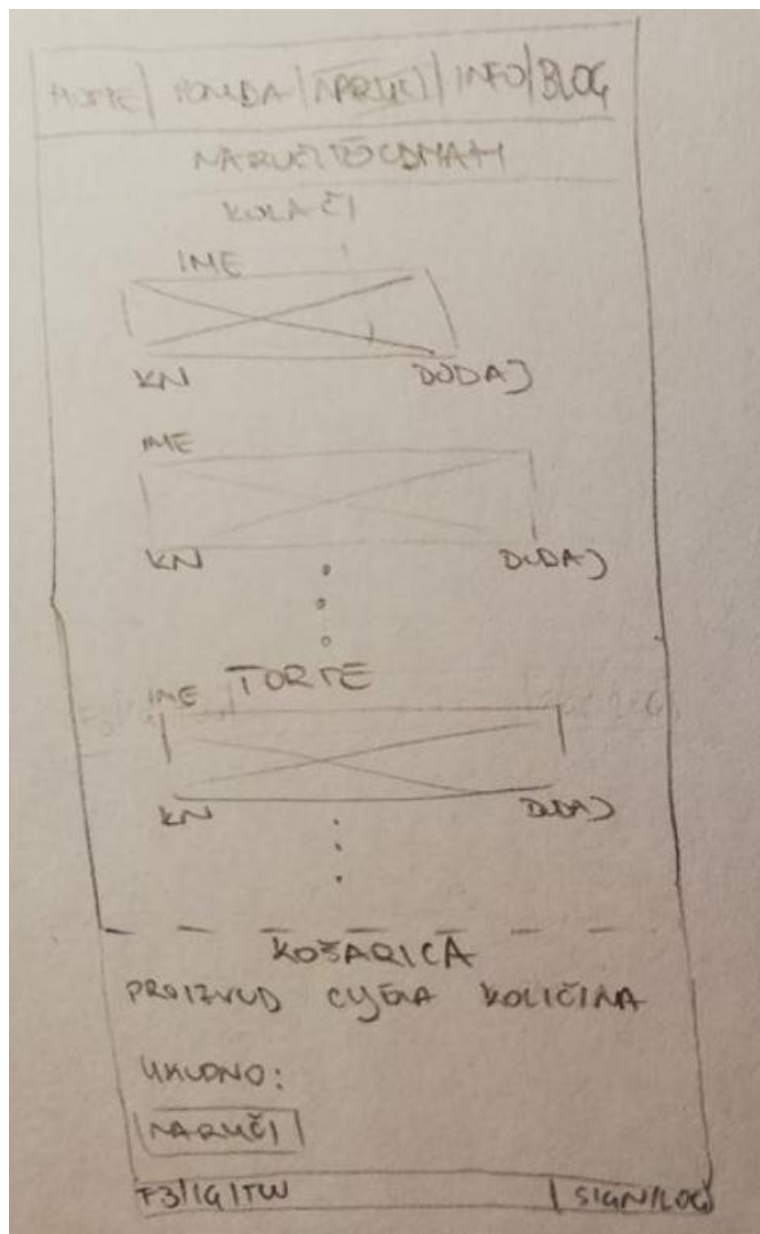 HOME | PONUDA | NARUČI | INFO | BLOG
NARUČITE ODMAH
KOLAČI
IME
KN DODAJ
IME
KN DODAJ
TORTE
IME
KN DODAJ
KOŠARICA
PROIZVOD CIJENA KOLIČINA
UKUPNO:
NARUČI
FB/IG/TW | SIGN/LOG